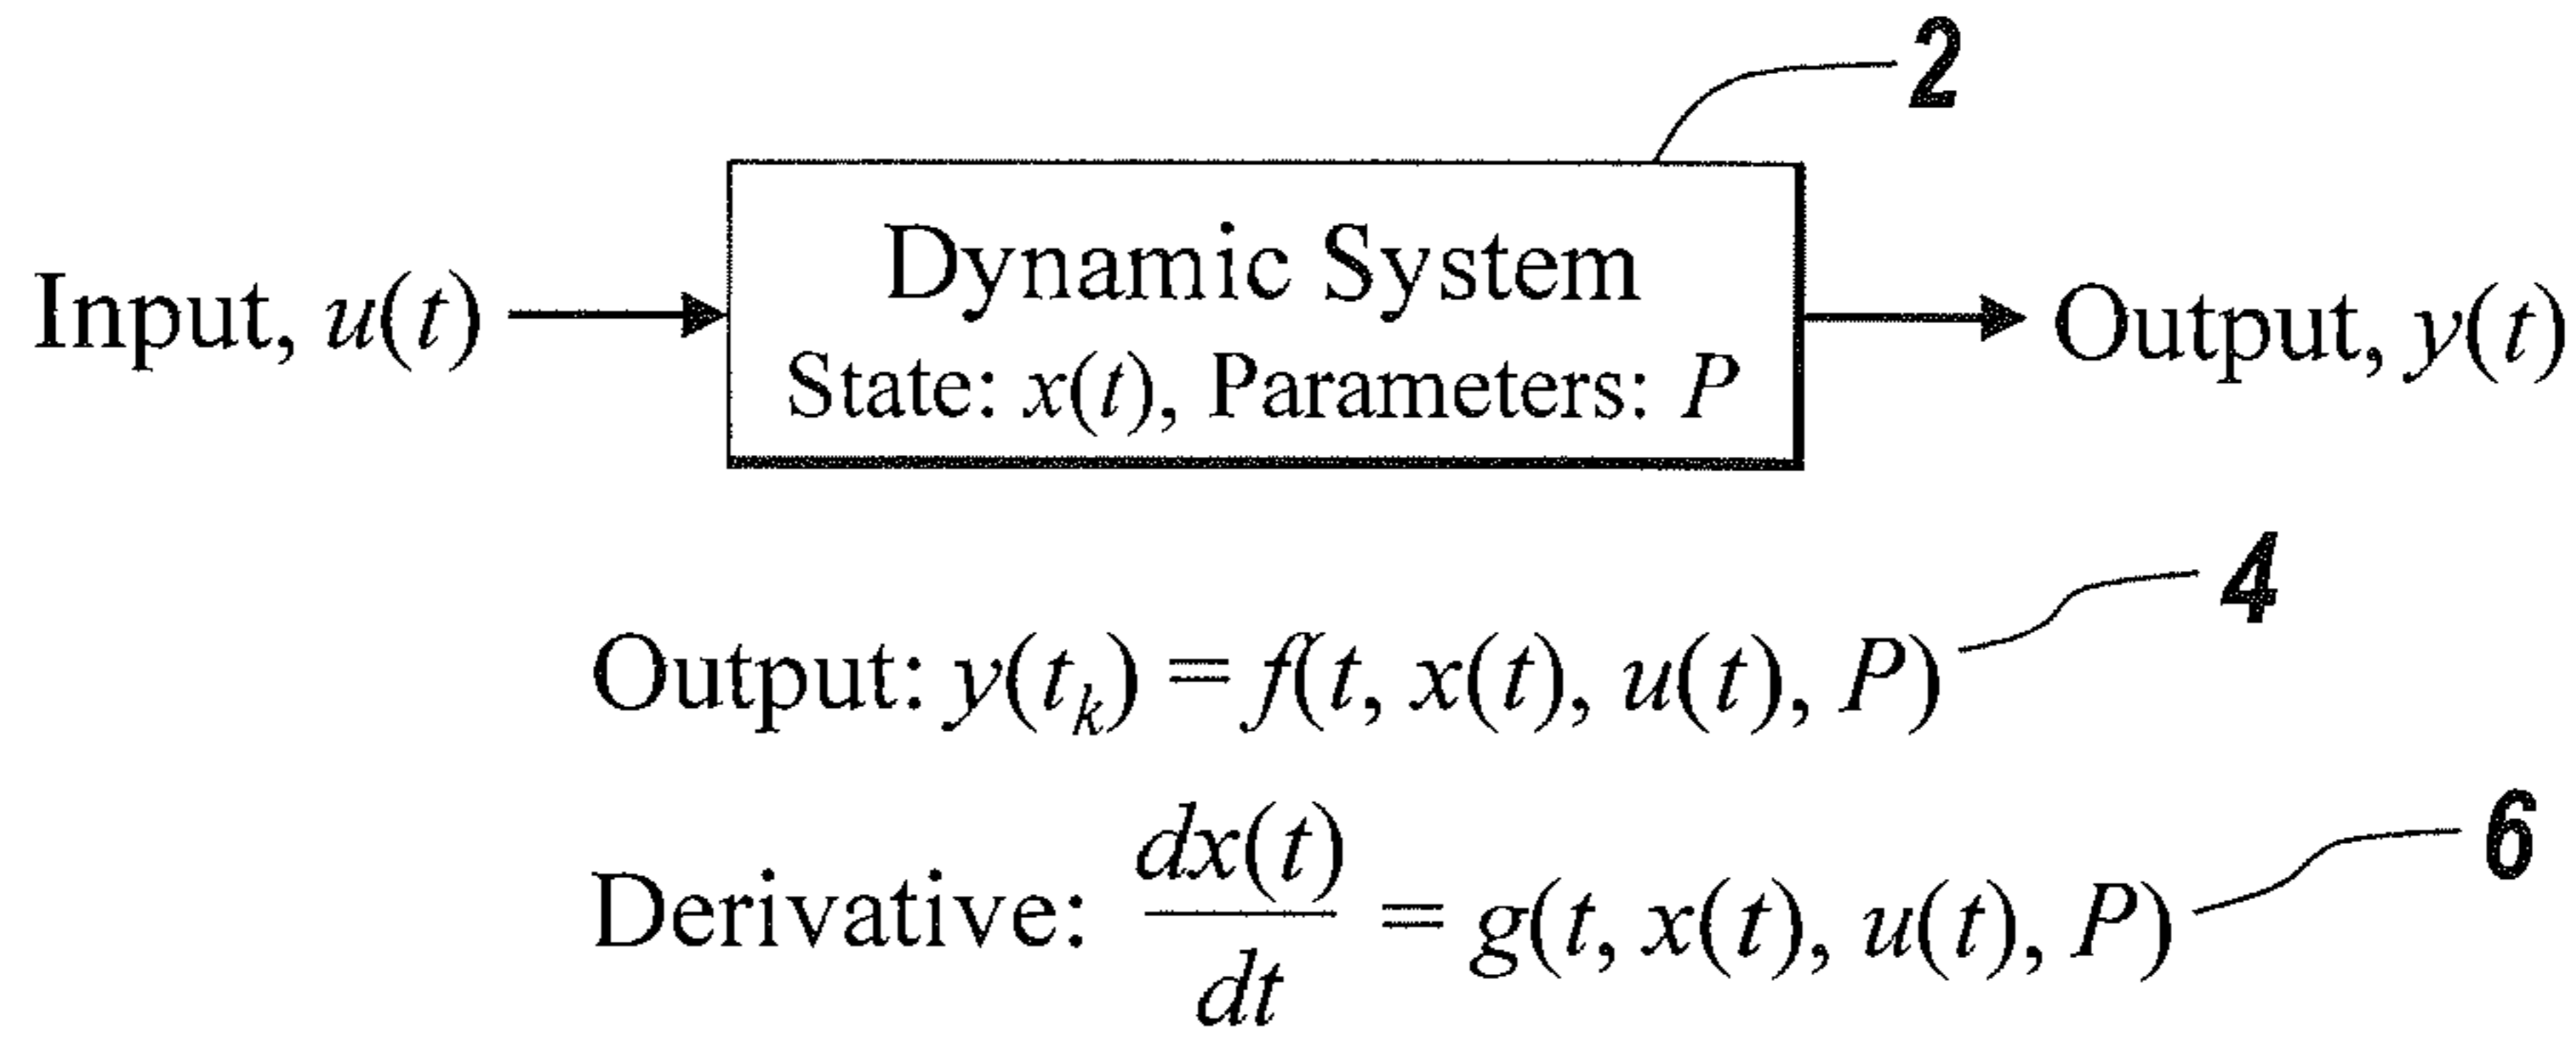 2
Dynamic System
Input, u(t)
State: x(t), Parameters: P
Output, y(t)
4
Output: y(t_k) = f(t, x(t), u(t), P)
6
Derivative: dx(t)/dt = g(t, x(t), u(t), P)